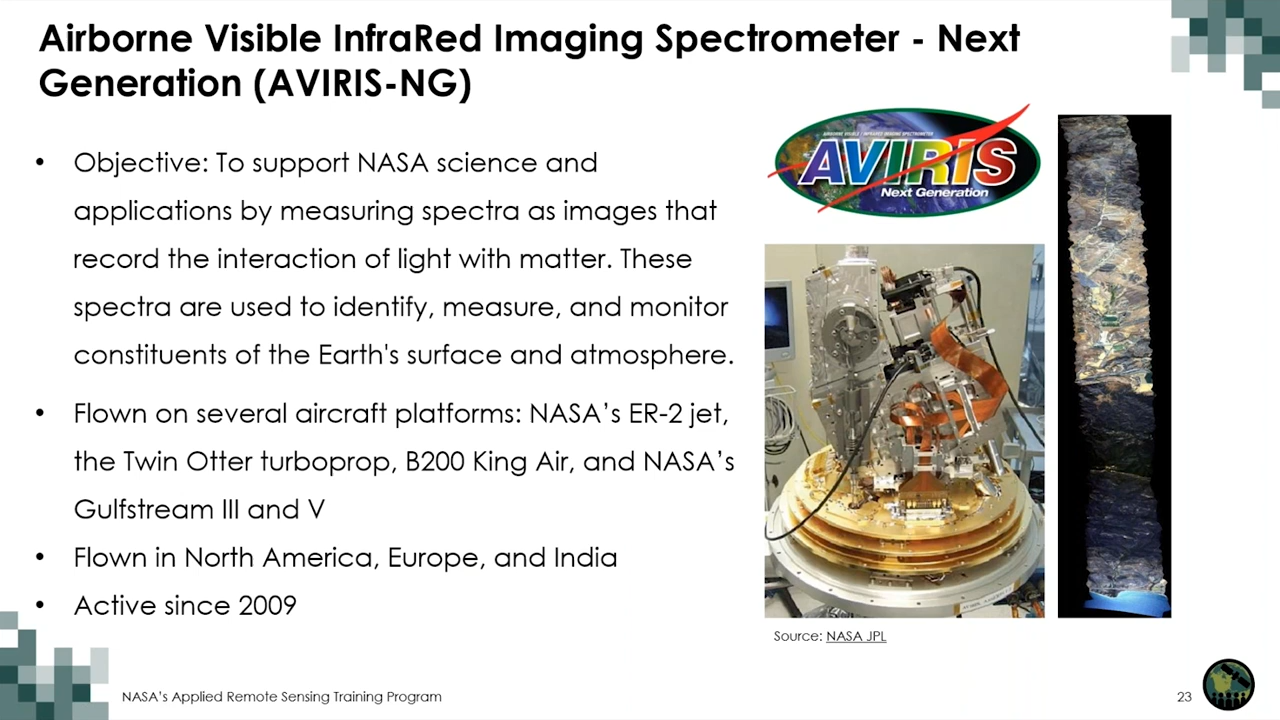 Airborne Visible InfraRed Imaging Spectrometer - Next
Generation (AVIRIS-NG)
• Objective: To support NASA science and
applications by measuring spectra as images that
record the interaction of light with matter. These
spectra are used to identify, measure, and monitor
constituents of the Earth's surface and atmosphere.
• Flown on several aircraft platforms: NASA’s ER-2 jet,
the Twin Otter turboprop, B200 King Air, and NASA’s
Gulfstream III and V
• Flown in North America, Europe, and India
• Active since 2009
AIRBORNE VISIBLE / INFRARED IMAGING SPECTROMETER
AVIRIS
Next Generation
Source: NASA JPL
NASA’s Applied Remote Sensing Training Program
23